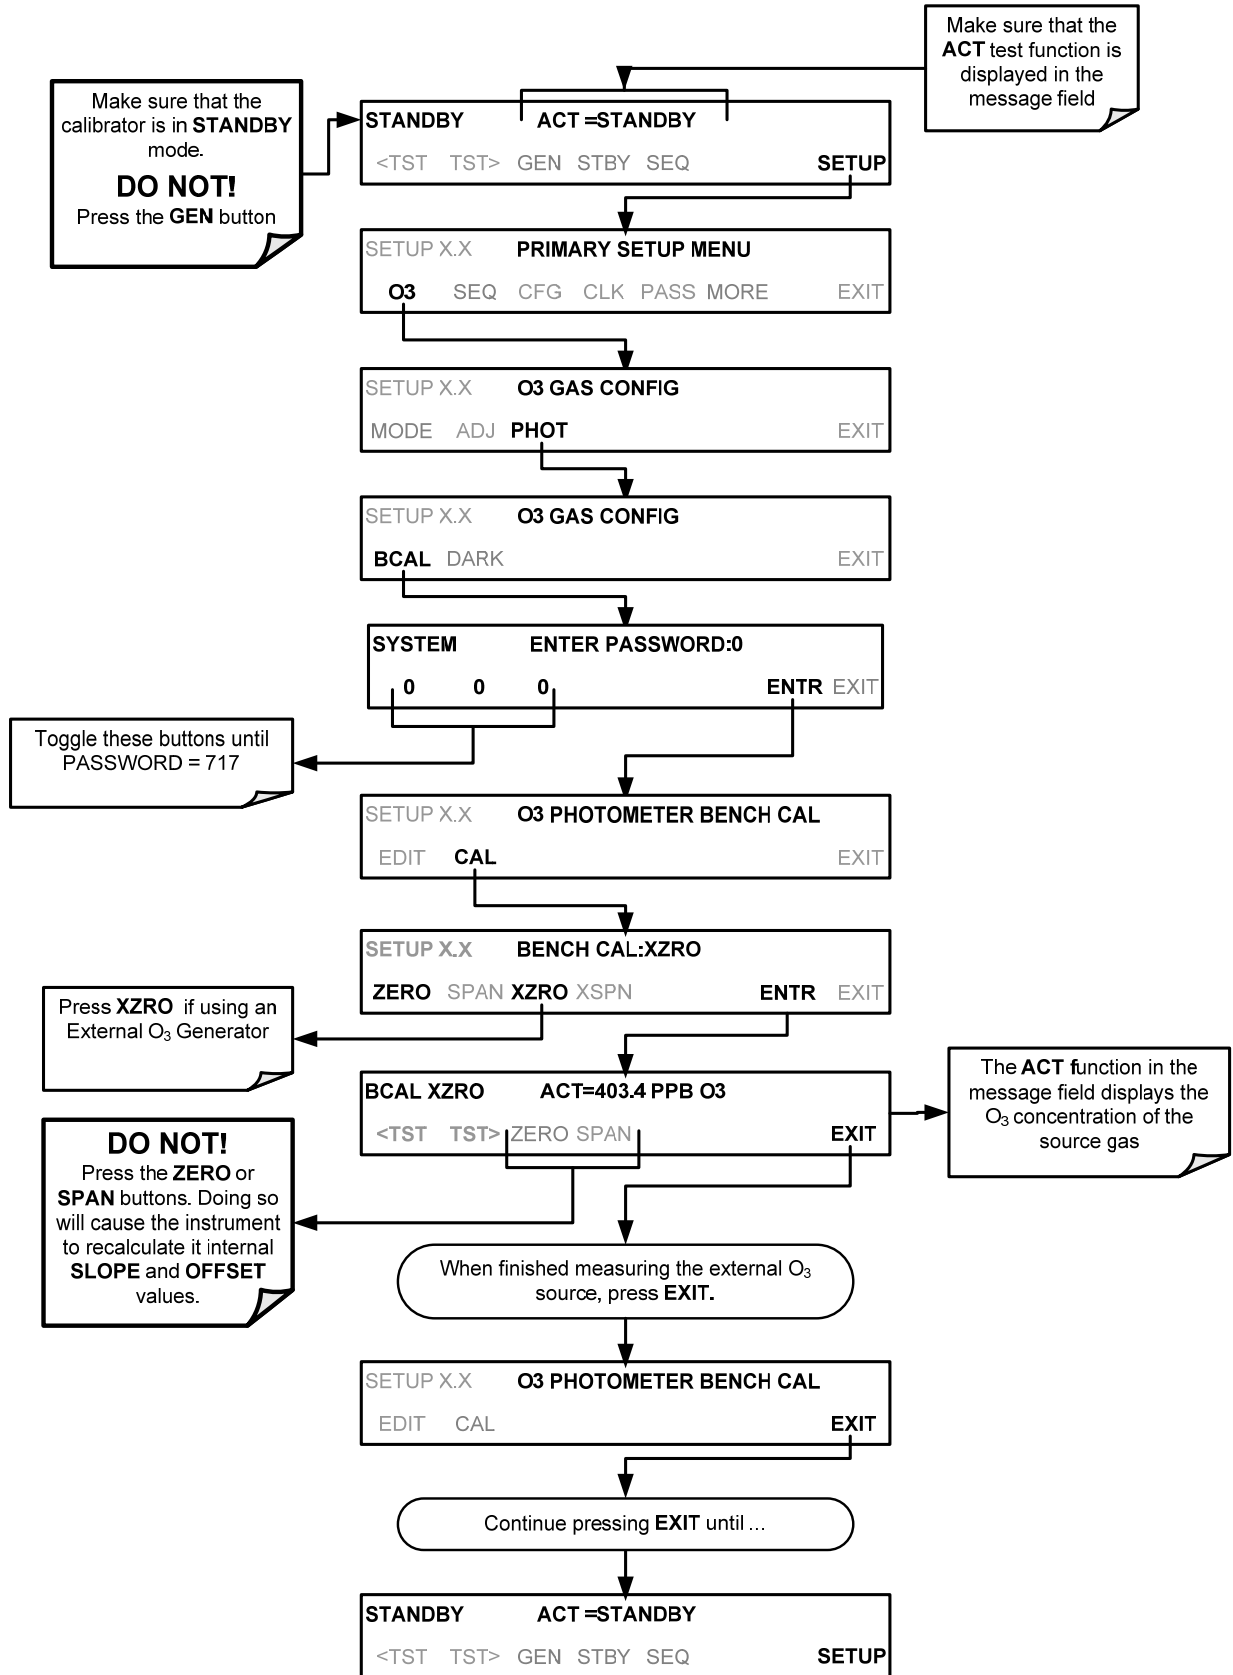 Make sure that the
ACT test function is
displayed in the
message field
Make sure that the
calibrator is in STANDBY
mode.
DO NOT!
Press the GEN button
STANDBY ACT =STANDBY
<TST TST> GEN STBY SEQ SETUP
SETUP X.X PRIMARY SETUP MENU
O3 SEQ CFG CLK PASS MORE EXIT
SETUP X.X O3 GAS CONFIG
MODE ADJ PHOT EXIT
SETUP X.X O3 GAS CONFIG
BCAL DARK EXIT
SYSTEM ENTER PASSWORD:0
0 0 0 ENTR EXIT
Toggle these buttons until
PASSWORD = 717
SETUP X.X O3 PHOTOMETER BENCH CAL
EDIT CAL EXIT
SETUP X.X BENCH CAL:XZRO
ZERO SPAN XZRO XSPN ENTR EXIT
Press XZRO if using an
External O₃ Generator
BCAL XZRO ACT=403.4 PPB O3
<TST TST> ZERO SPAN EXIT
The ACT function in the
message field displays the
O₃ concentration of the
source gas
DO NOT!
Press the ZERO or
SPAN buttons. Doing so
will cause the instrument
to recalculate it internal
SLOPE and OFFSET
values.
When finished measuring the external O₃
source, press EXIT.
SETUP X.X O3 PHOTOMETER BENCH CAL
EDIT CAL EXIT
Continue pressing EXIT until ...
STANDBY ACT =STANDBY
<TST TST> GEN STBY SEQ SETUP